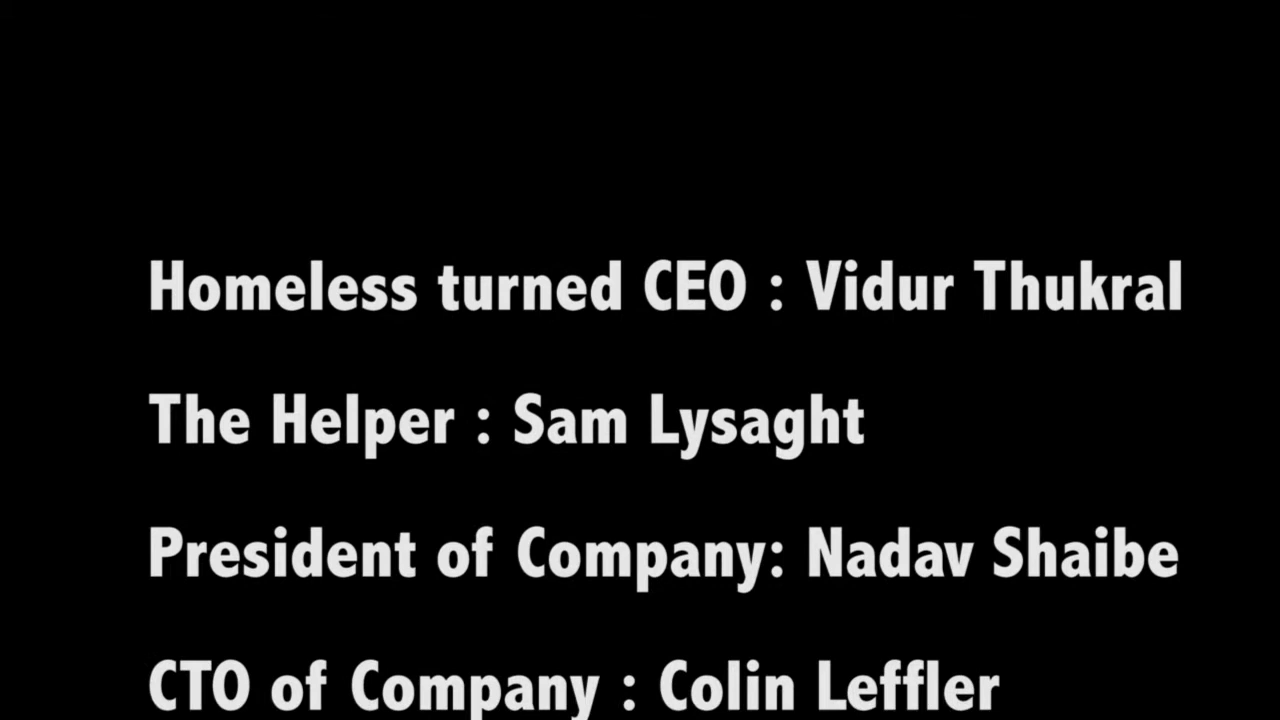 Homeless turned CEO : Vidur Thukral
The Helper : Sam Lysaght
President of Company: Nadav Shaibe
CTO of Company : Colin Leffler